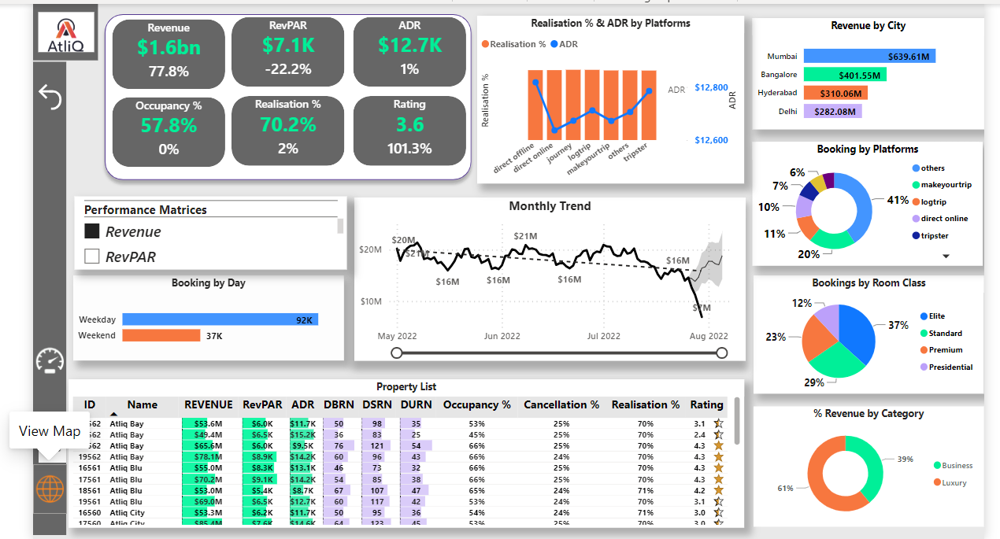 AtliQ
Revenue
$1.6bn
77.8%
RevPAR
$7.1K
-22.2%
ADR
$12.7K
1%
Occupancy %
57.8%
0%
Realisation %
70.2%
2%
Rating
3.6
101.3%
Realisation % & ADR by Platforms
Realisation % ADR
Realisation %
ADR
$12,800
$12,600
ADR
direct offline
direct online
journey
logtrip
makeyourtrip
others
tripster
Revenue by City
Mumbai $639.61M
Bangalore $401.55M
Hyderabad $310.06M
Delhi $282.08M
Booking by Platforms
6%
7%
10%
11%
20%
41%
others
makeyourtrip
logtrip
direct online
tripster
Performance Matrices
Revenue
RevPAR
Booking by Day
Weekday 92K
Weekend 37K
Monthly Trend
$20M
$10M
$20M
$21M
$16M
$16M
$21M
$16M
$16M
$7M
May 2022
Jun 2022
Jul 2022
Aug 2022
Bookings by Room Class
12%
23%
29%
37%
Elite
Standard
Premium
Presidential
Property List
ID Name REVENUE RevPAR ADR DBRN DSRN DURN Occupancy % Cancellation % Realisation % Rating
562 Atliq Bay $53.6M $6.0K $11.7K 50 98 35 53% 25% 70% 3.1
562 Atliq Bay $49.4M $6.5K $15.2K 36 83 25 45% 25% 70% 2.4
562 Atliq Bay $65.6M $6.0K $9.5K 76 121 54 66% 25% 70% 4.3
19562 Atliq Bay $78.1M $8.9K $14.2K 60 96 43 66% 24% 70% 4.3
16561 Atliq Blu $55.0M $8.3K $13.1K 46 73 32 66% 25% 70% 4.3
17561 Atliq Blu $70.2M $9.1K $14.2K 54 85 38 66% 25% 70% 4.3
18561 Atliq Blu $53.0M $5.4K $8.7K 67 107 47 65% 24% 71% 4.2
19561 Atliq Blu $69.0M $6.5K $12.7K 60 117 42 53% 25% 70% 3.1
16560 Atliq City $53.3M $6.2K $11.7K 50 95 36 54% 24% 71% 3.0
17560 Atliq City $85.4M $7.6K $14.6K 64 123 45 53% 25% 70% 3.0
View Map
% Revenue by Category
39%
61%
Business
Luxury